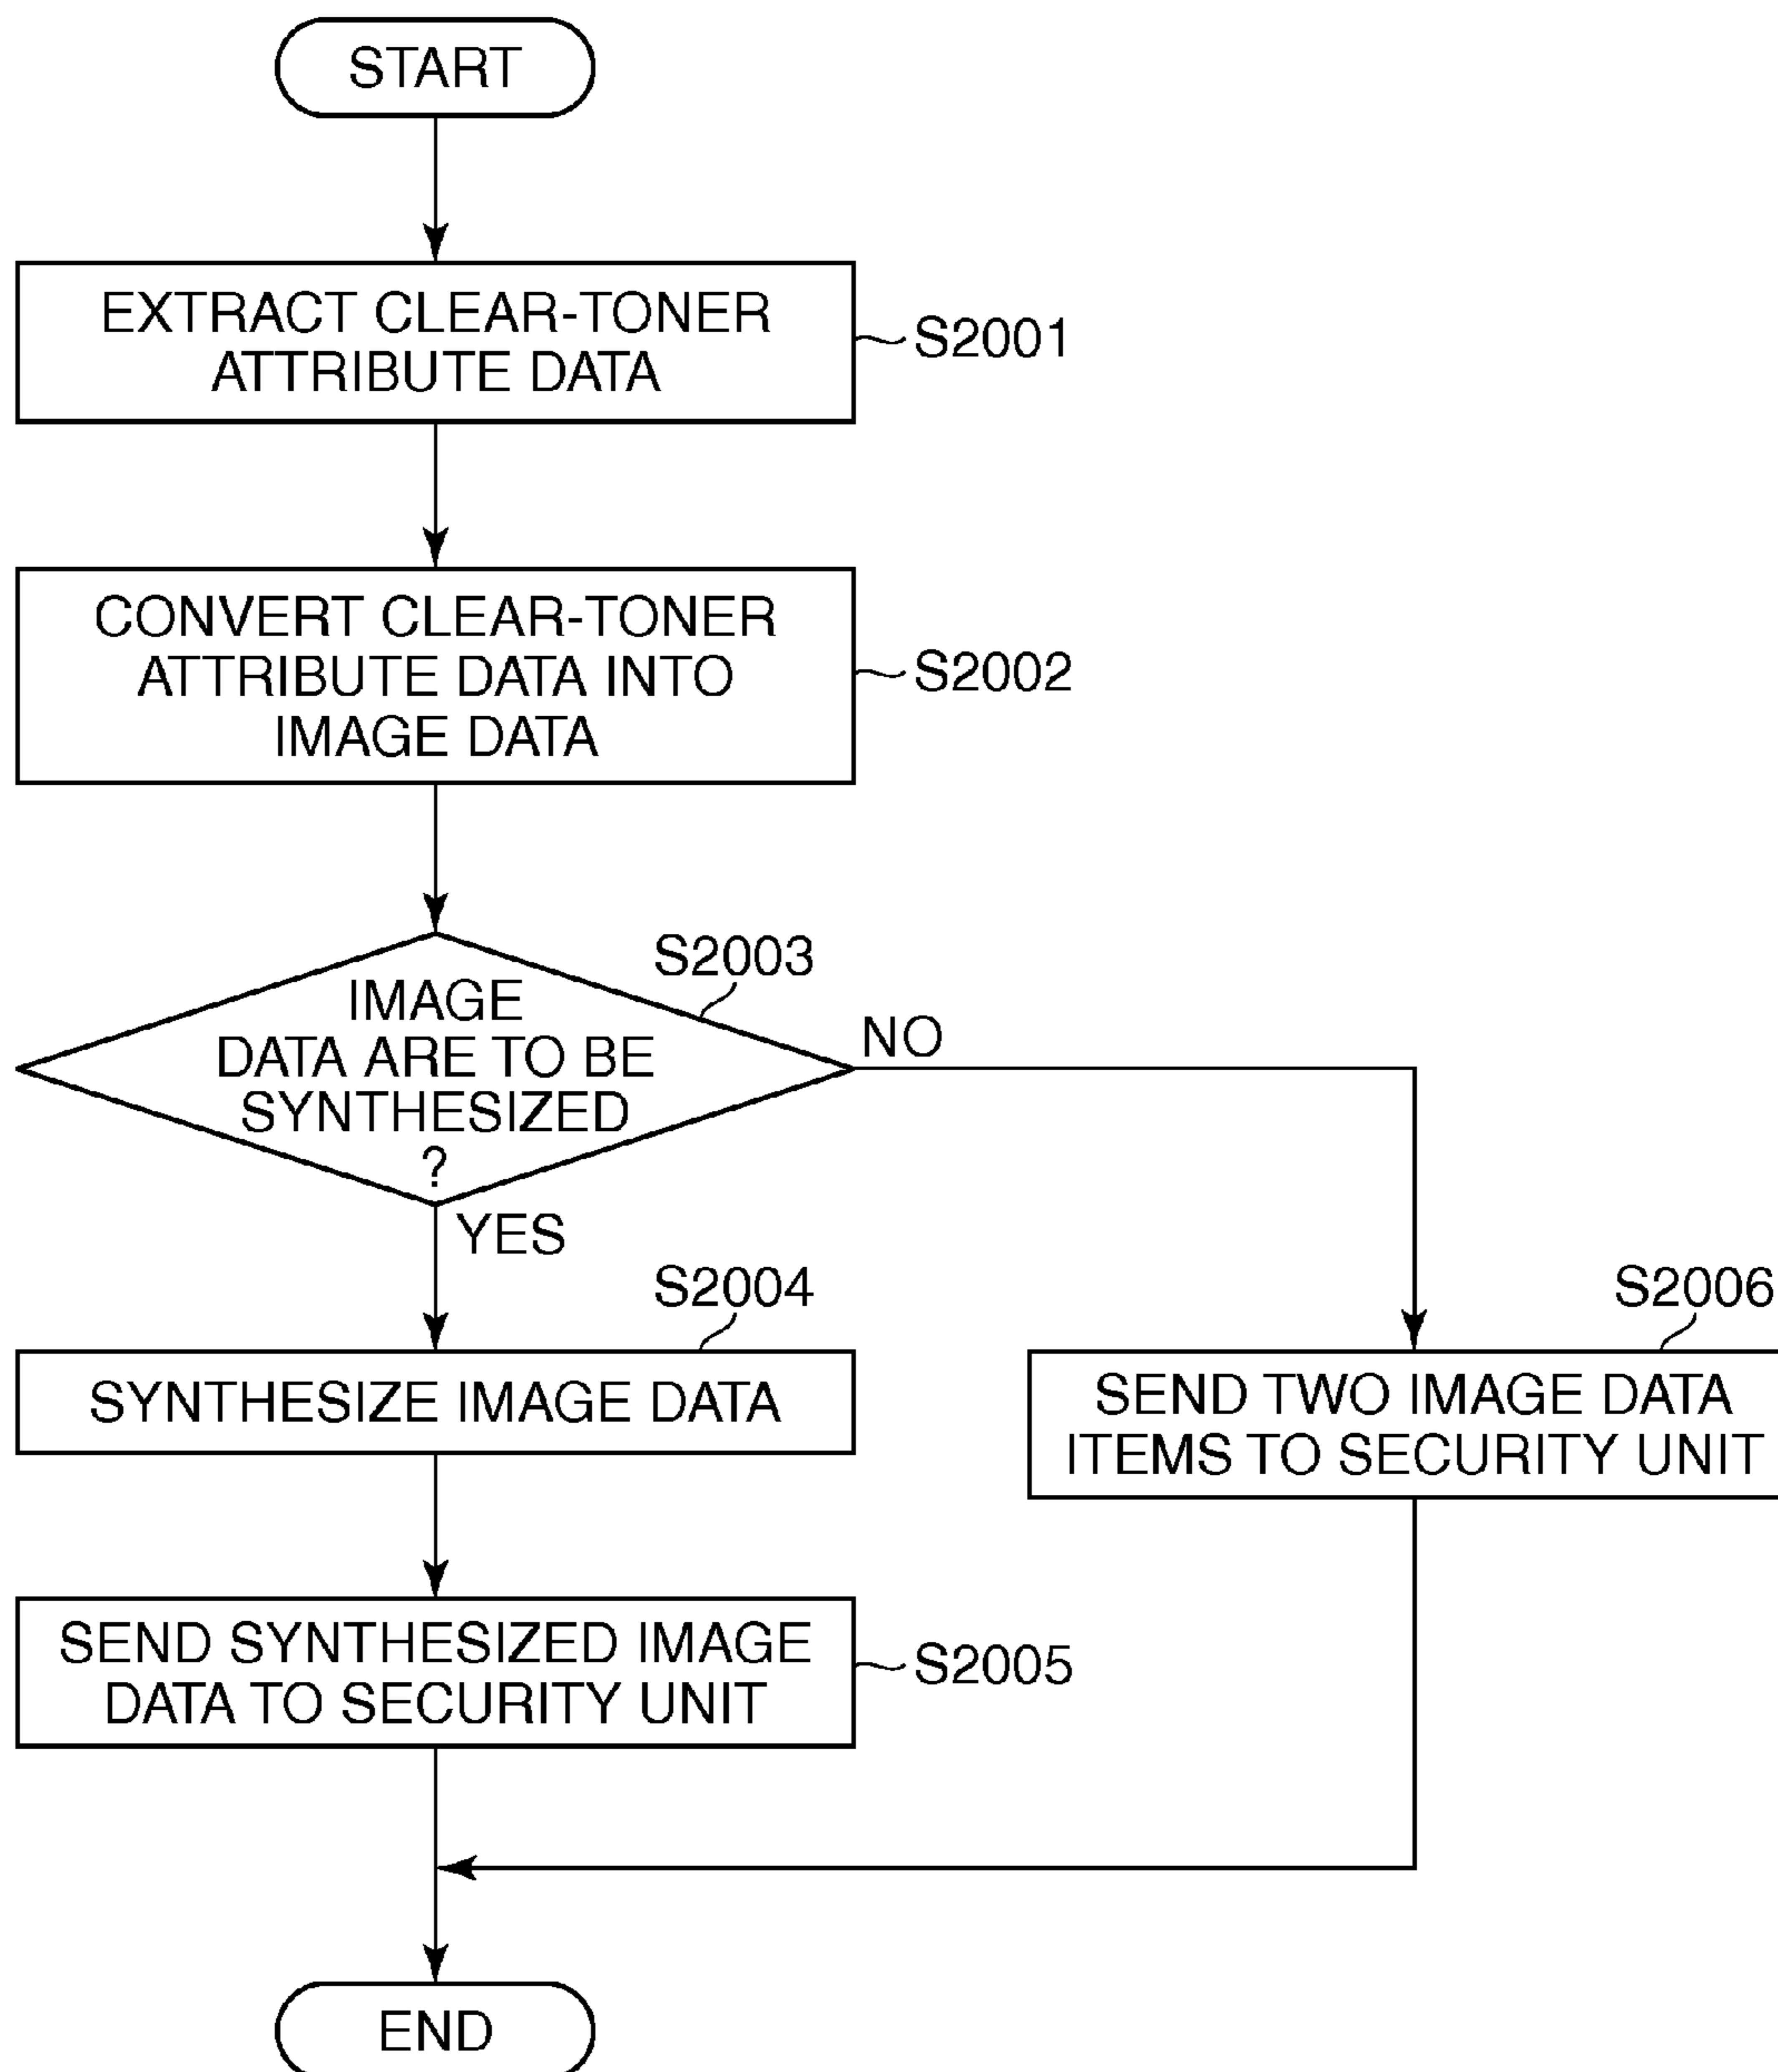 START
EXTRACT CLEAR-TONER
ATTRIBUTE DATA
S2001
CONVERT CLEAR-TONER
ATTRIBUTE DATA INTO
IMAGE DATA
S2002
S2003
IMAGE
DATA ARE TO BE
SYNTHESIZED
?
NO
YES
S2004
SYNTHESIZE IMAGE DATA
S2006
SEND TWO IMAGE DATA
ITEMS TO SECURITY UNIT
SEND SYNTHESIZED IMAGE
DATA TO SECURITY UNIT
S2005
END